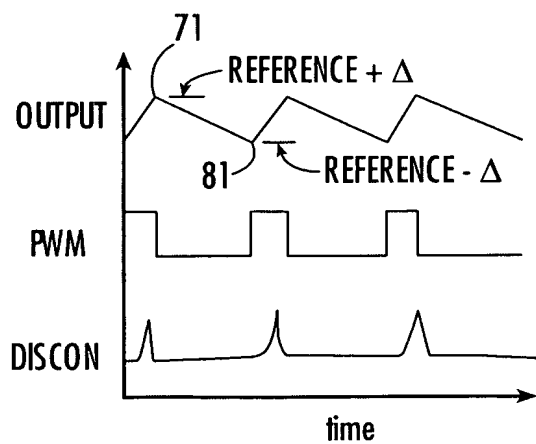 71
REFERENCE + Δ
OUTPUT
81
REFERENCE - Δ
PWM
DISCON
time